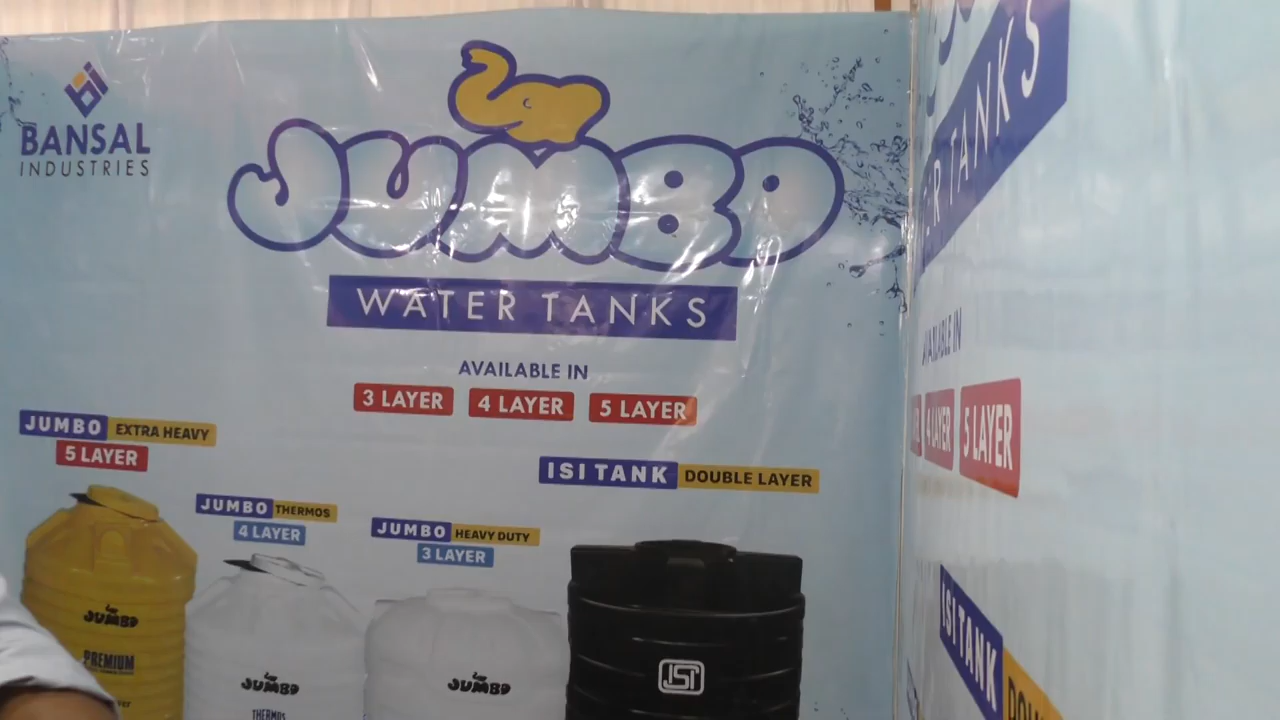 BANSAL
INDUSTRIES
JUMBO
WATER TANKS
AVAILABLE IN
3 LAYER 4 LAYER 5 LAYER
JUMBO EXTRA HEAVY
5 LAYER
JUMBO THERMOS
4 LAYER
JUMBO HEAVY DUTY
3 LAYER
ISI TANK DOUBLE LAYER
JUMBO
PREMIUM
JUMBO
THERMOS
JUMBO
ISI
TANKS
AVAILABLE IN
4 LAYER 5 LAYER
ISI TANK